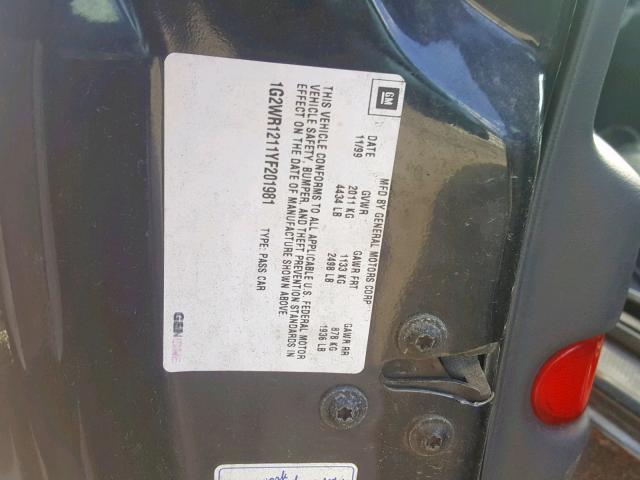 GM
MFD BY GENERAL MOTORS CORP
DATE GVWR GAWR FRT GAWR RR
11/99 2011 KG 1133 KG 878 KG
4434 LB 2498 LB 1936 LB
THIS VEHICLE CONFORMS TO ALL APPLICABLE U.S. FEDERAL MOTOR
VEHICLE SAFETY, BUMPER, AND THEFT PREVENTION STANDARDS IN
EFFECT ON THE DATE OF MANUFACTURE SHOWN ABOVE.
1G2WR1211YF201981 TYPE: PASS CAR